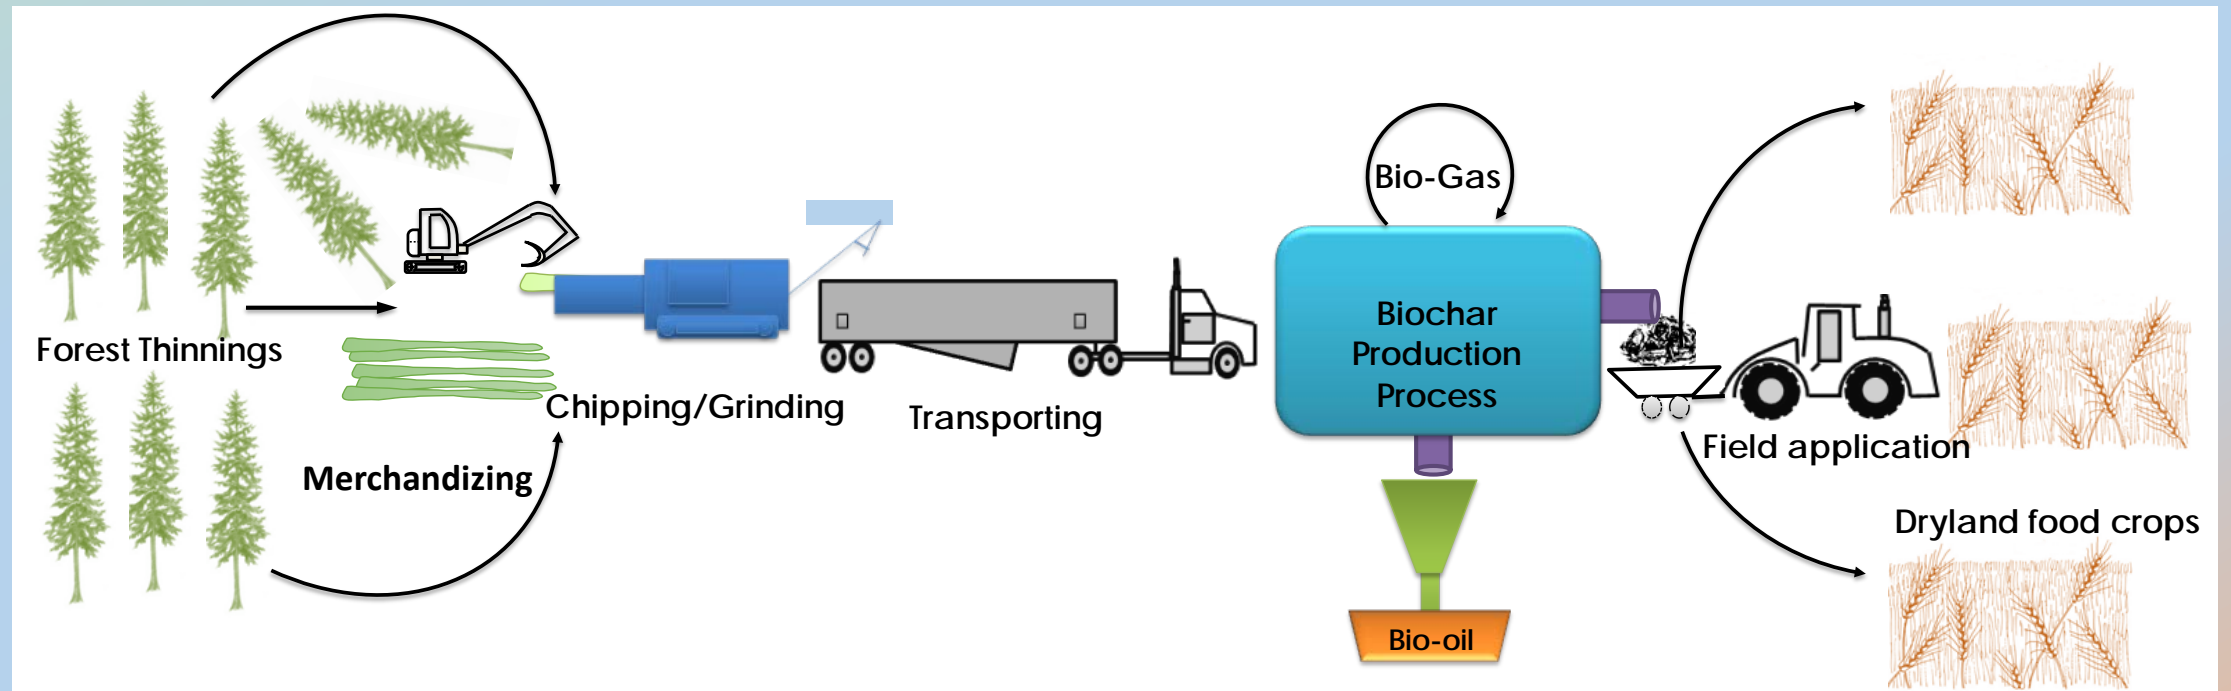 Forest Thinnings
Merchandizing
Chipping/Grinding
Transporting
Bio-Gas
Biochar
Production
Process
Bio-oil
Field application
Dryland food crops